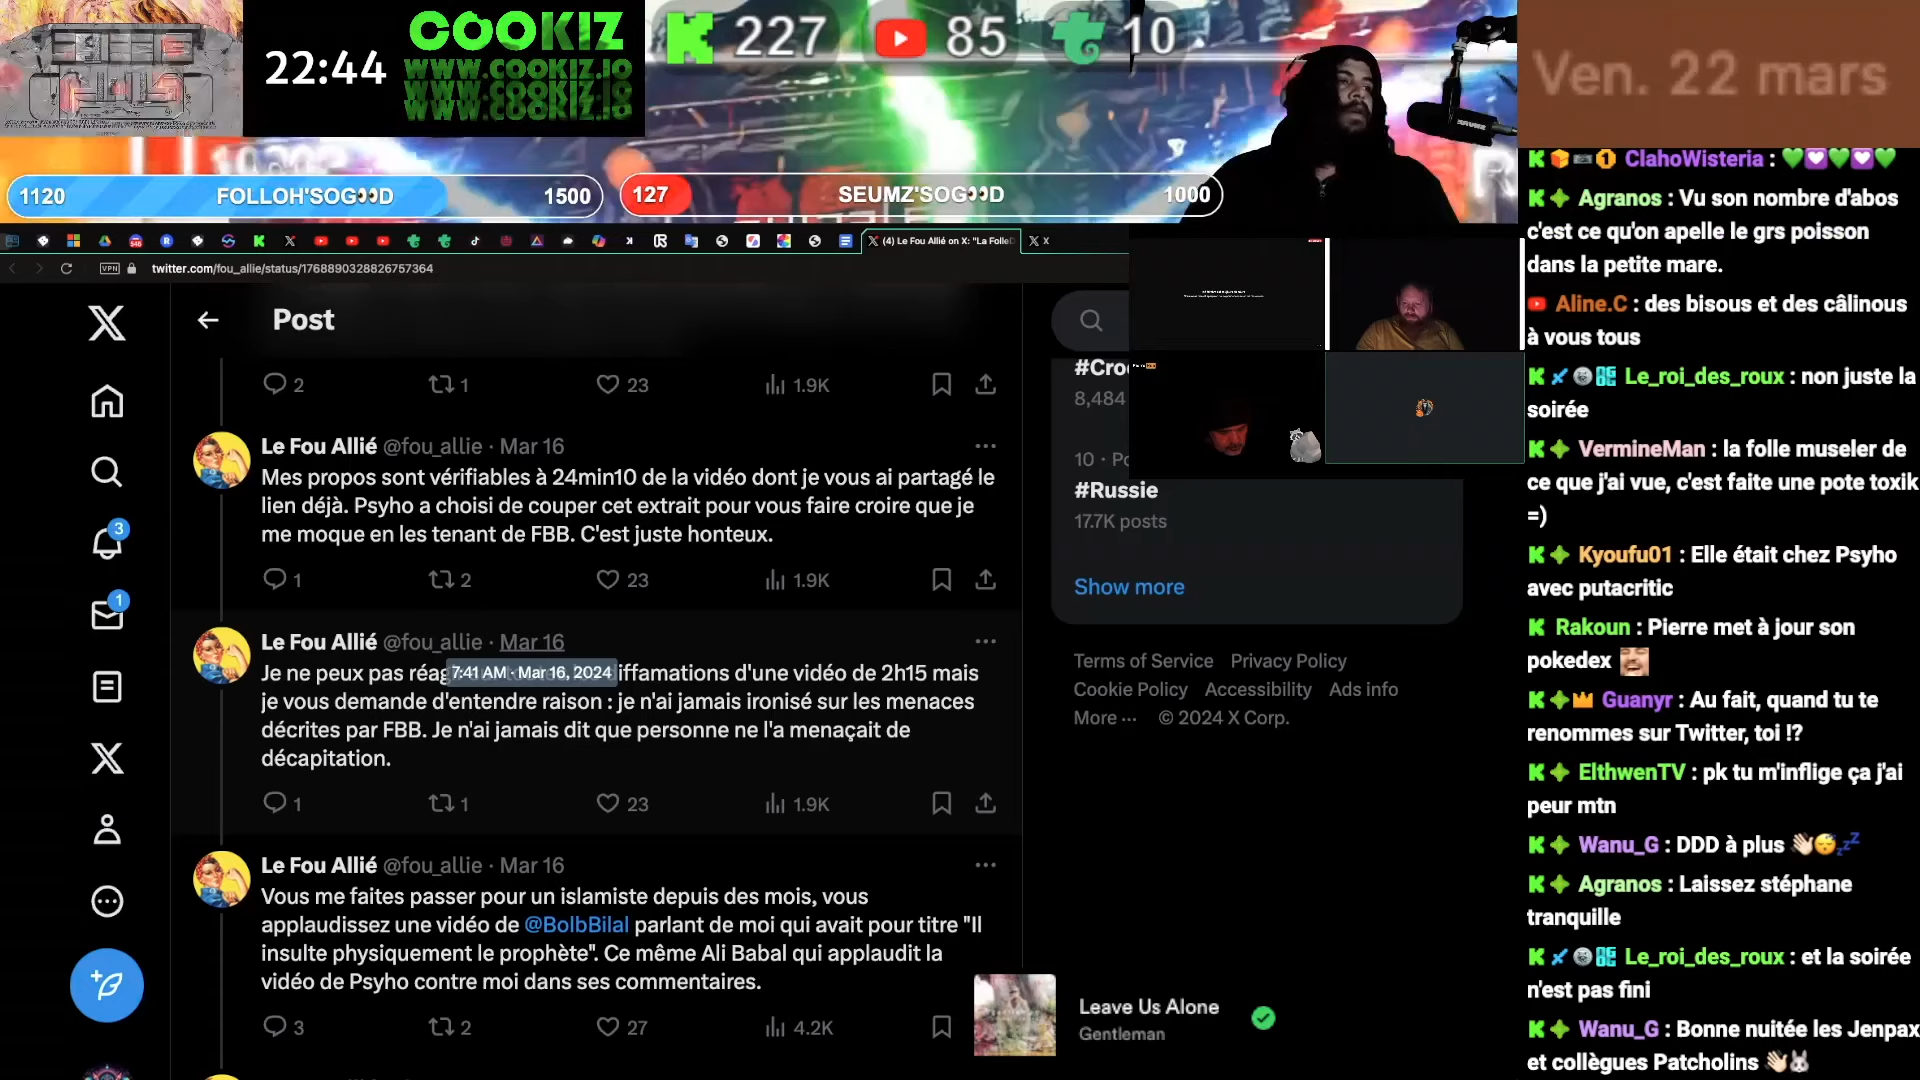 22:44
COOKIZ
WWW.COOKIZ.IO
WWW.COOKIZ.IO
WWW.COOKIZ.IO
227
85
10
Ven. 22 mars
1120 FOLLOH'SOG👀D 1500
127 SEUMZ'SOG👀D 1000
(4) Le Fou Allié on X: "La FolleD
X
VPN
twitter.com/fou_allie/status/1768890328826757364
Post
2 1 23 1.9K
Le Fou Allié @fou_allie · Mar 16
Mes propos sont vérifiables à 24min10 de la vidéo dont je vous ai partagé le
lien déjà. Psyho a choisi de couper cet extrait pour vous faire croire que je
me moque en les tenant de FBB. C'est juste honteux.
1 2 23 1.9K
Le Fou Allié @fou_allie · Mar 16
Je ne peux pas réag
7:41 AM · Mar 16, 2024
iffamations d'une vidéo de 2h15 mais
je vous demande d'entendre raison : je n'ai jamais ironisé sur les menaces
décrites par FBB. Je n'ai jamais dit que personne ne l'a menaçait de
décapitation.
1 1 23 1.9K
Le Fou Allié @fou_allie · Mar 16
Vous me faites passer pour un islamiste depuis des mois, vous
applaudissez une vidéo de @BolbBilal parlant de moi qui avait pour titre "Il
insulte physiquement le prophète". Ce même Ali Babal qui applaudit la
vidéo de Psyho contre moi dans ses commentaires.
3 2 27 4.2K
3
1
#Cro
8,484
10 · Po
#Russie
17.7K posts
Show more
Terms of Service Privacy Policy
Cookie Policy Accessibility Ads info
More ··· © 2024 X Corp.
Leave Us Alone
Gentleman
ClahoWisteria : 💚💟💚💟💚
Agranos : Vu son nombre d'abos
c'est ce qu'on apelle le grs poisson
dans la petite mare.
Aline.C : des bisous et des câlinous
à vous tous
Le_roi_des_roux : non juste la
soirée
VermineMan : la folle museler de
ce que j'ai vue, c'est faite une pote toxik
=)
Kyoufu01 : Elle était chez Psyho
avec putacritic
Rakoun : Pierre met à jour son
pokedex
Guanyr : Au fait, quand tu te
renommes sur Twitter, toi !?
ElthwenTV : pk tu m'inflige ça j'ai
peur mtn
Wanu_G : DDD à plus 👋🏻😴💤
Agranos : Laissez stéphane
tranquille
Le_roi_des_roux : et la soirée
n'est pas fini
Wanu_G : Bonne nuitée les Jenpax
et collègues Patcholins 👋🏻🐰